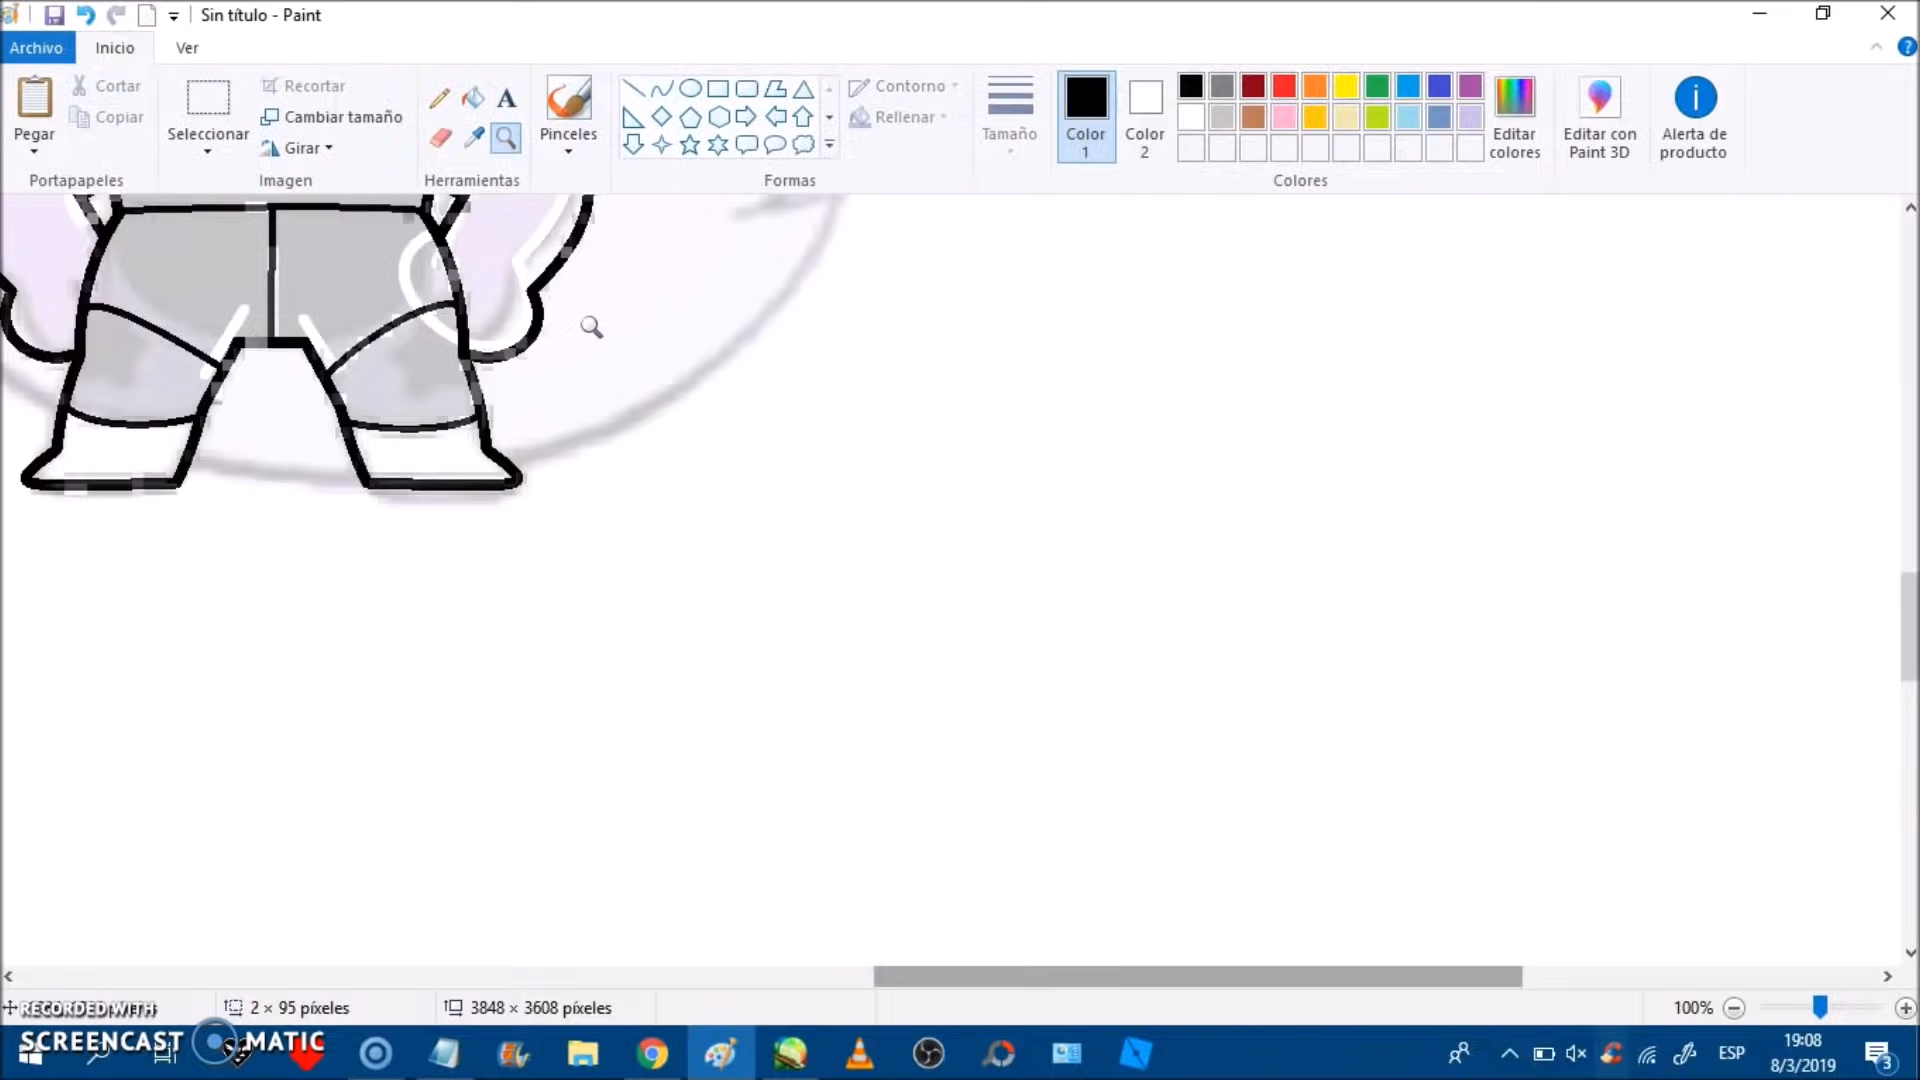 Sin título - Paint
Archivo Inicio Ver
Pegar
Cortar
Copiar
Portapapeles
Seleccionar
Recortar
Cambiar tamaño
Girar
Imagen
A
Herramientas
Pinceles
Formas
Contorno
Rellenar
Tamaño
Color
1
Color
2
Editar
colores
Colores
Editar con
Paint 3D
Alerta de
producto
2 × 95 píxeles
3848 × 3608 píxeles
100%
RECORDED WITH
SCREENCAST MATIC
ESP
19:08
8/3/2019
3